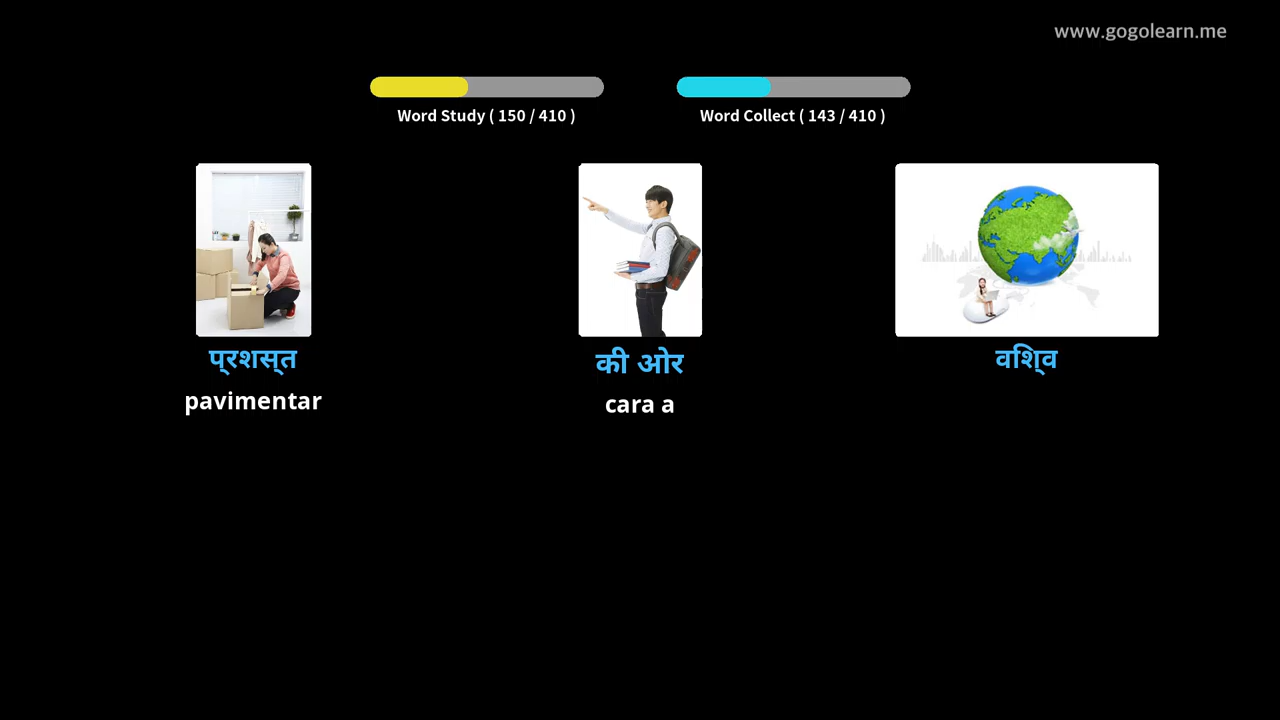 www.gogolearn.me
Word Study ( 150 / 410 )
Word Collect ( 143 / 410 )
प्रशस्त
की ओर
विश्व
pavimentar
cara a